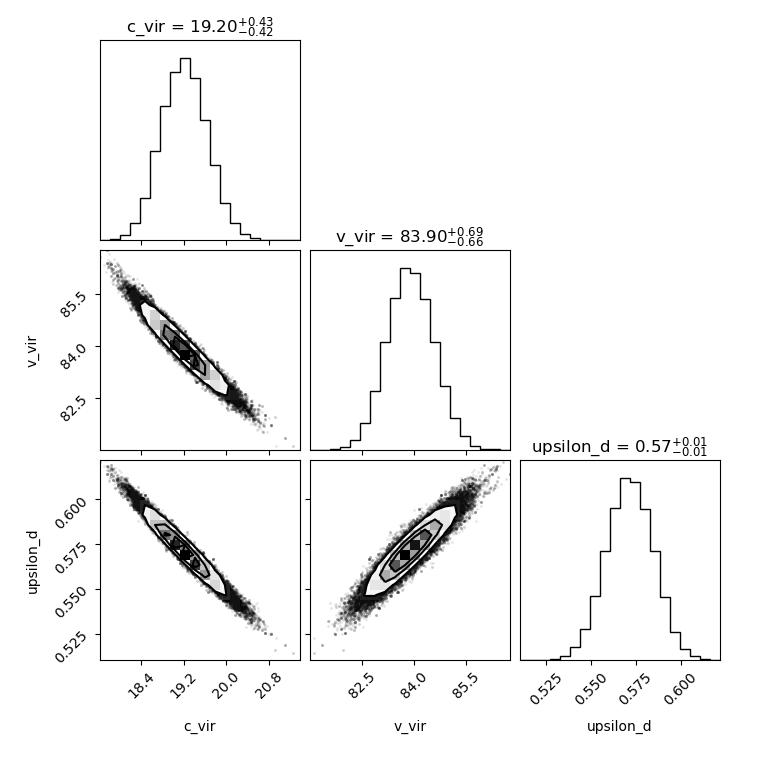 c_vir = 19.20+0.43−0.42
v_vir = 83.90+0.69−0.66
85.5
84.0
82.5
v_vir
upsilon_d = 0.57+0.01−0.01
0.600
0.575
0.550
0.525
upsilon_d
18.4 19.2 20.0 20.8 82.5 84.0 85.5 0.525 0.550 0.575 0.600
c_vir v_vir upsilon_d